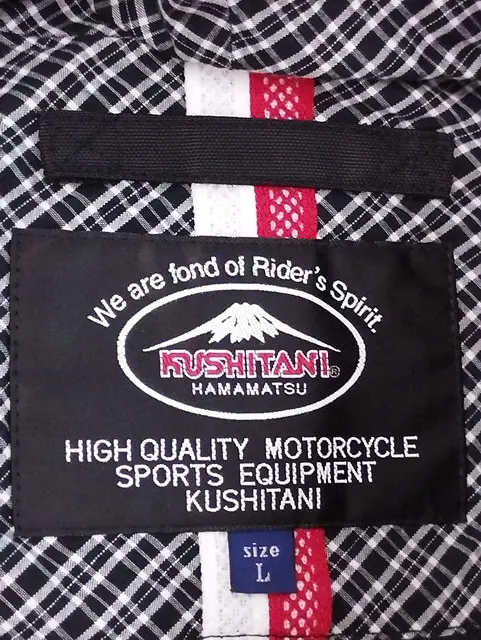 We are fond of Rider's Spirit.
KUSHITANI®
HAMAMATSU
HIGH QUALITY MOTORCYCLE
SPORTS EQUIPMENT
KUSHITANI
size
L